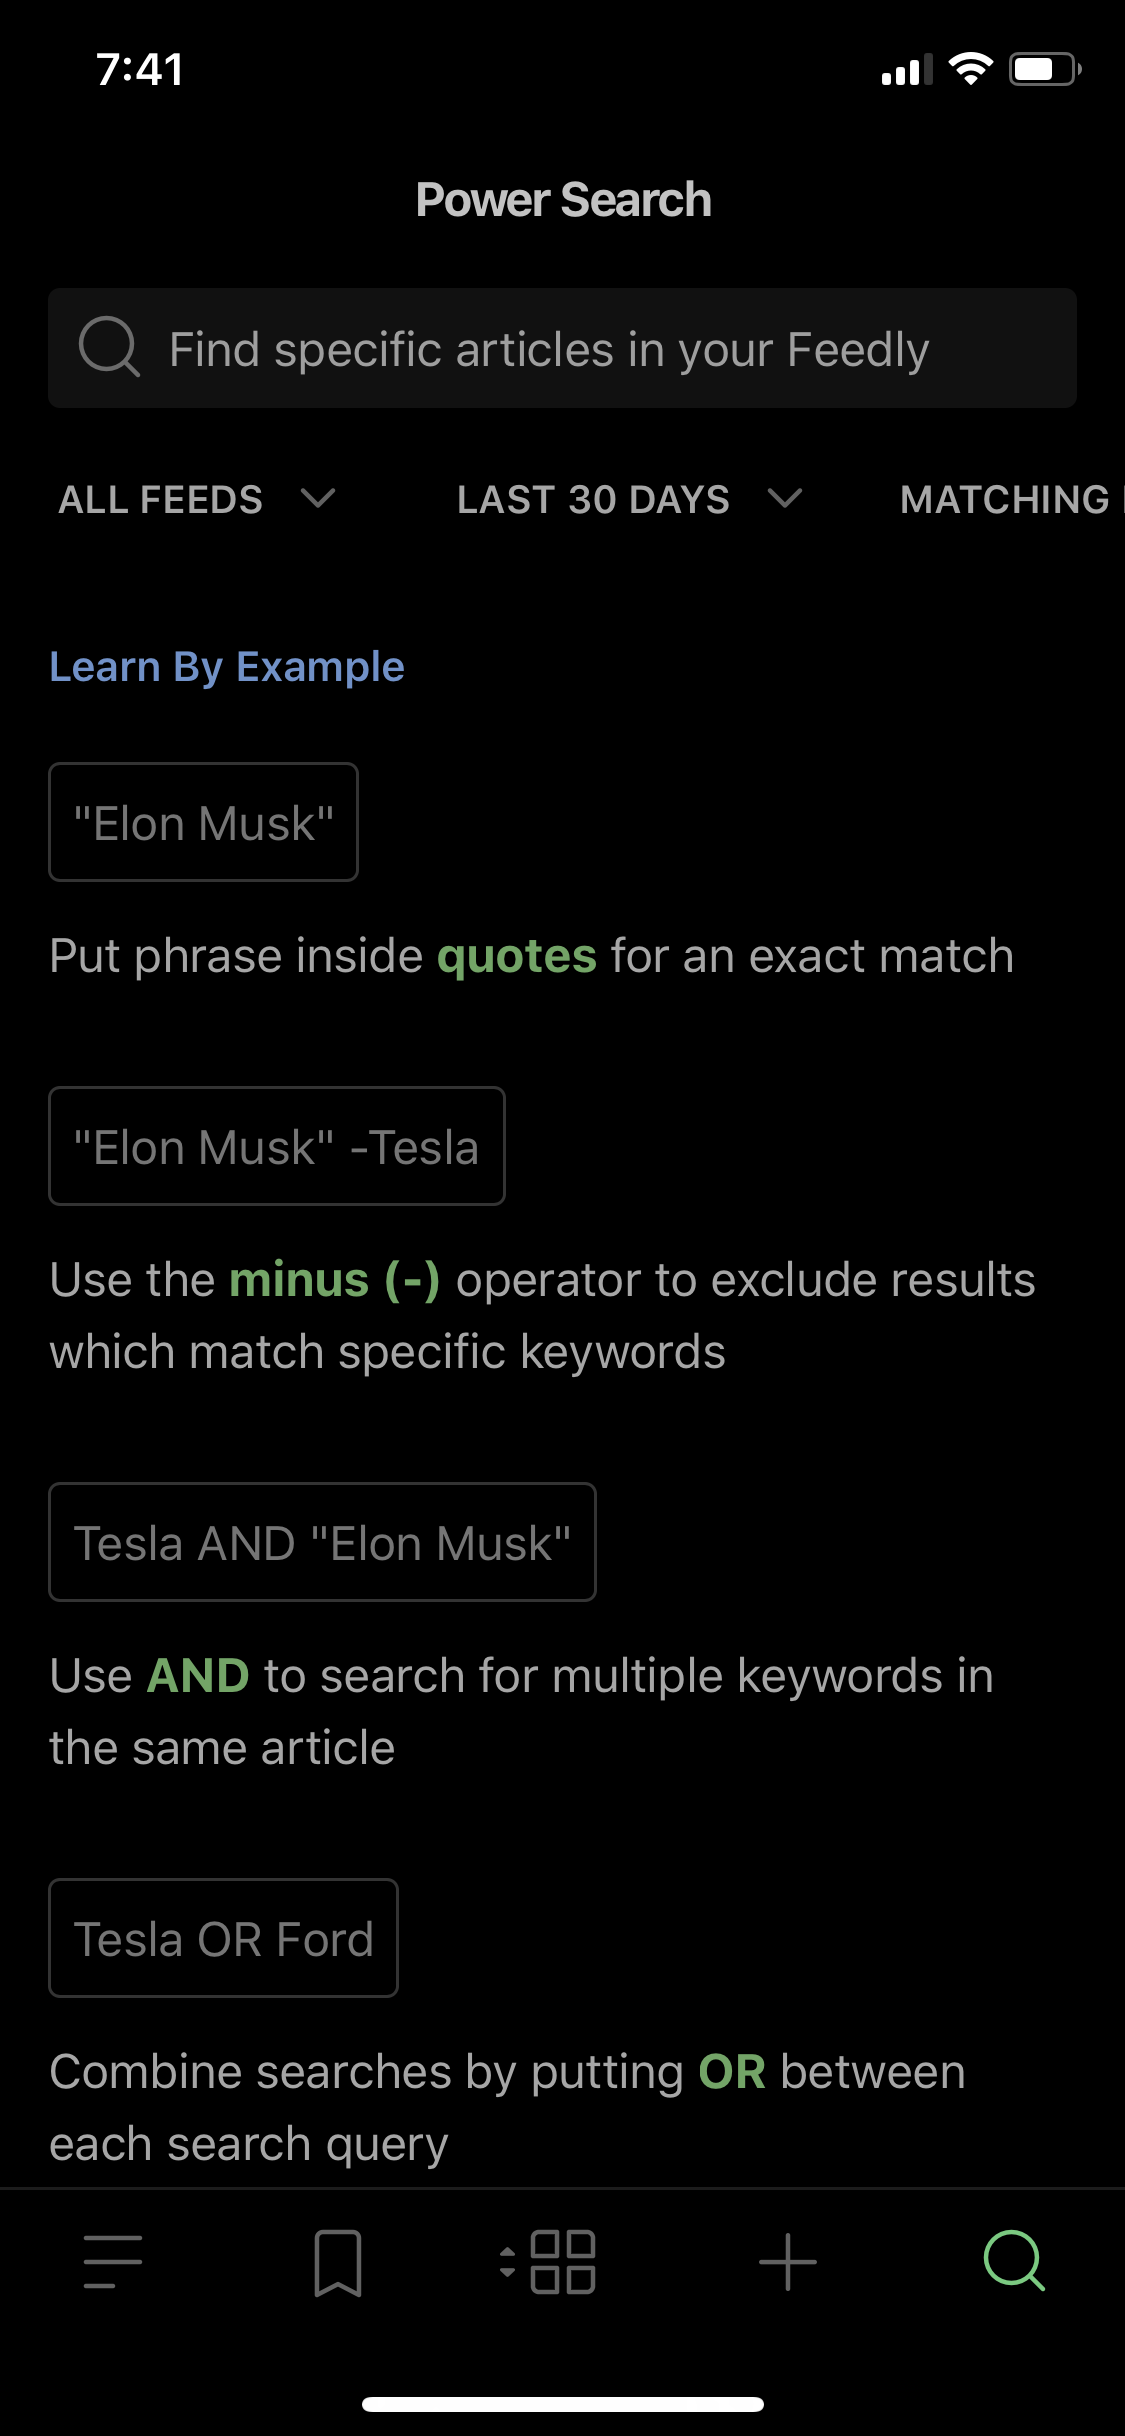 7:41
Power Search
Find specific articles in your Feedly
ALL FEEDS LAST 30 DAYS MATCHING
Learn By Example
"Elon Musk"
Put phrase inside quotes for an exact match
"Elon Musk" -Tesla
Use the minus (-) operator to exclude results
which match specific keywords
Tesla AND "Elon Musk"
Use AND to search for multiple keywords in
the same article
Tesla OR Ford
Combine searches by putting OR between
each search query